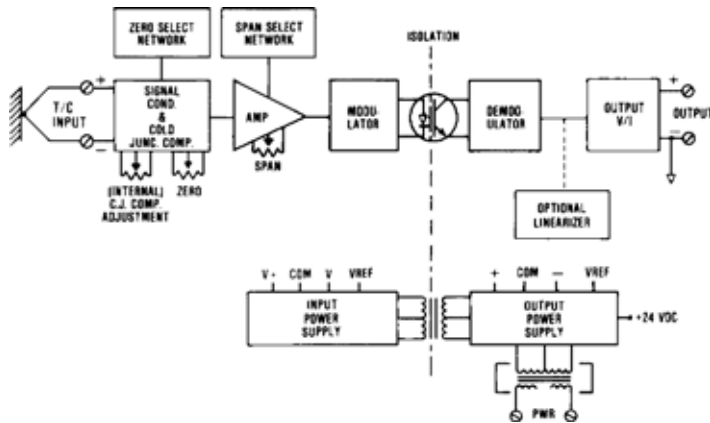 ZERO SELECT
NETWORK
SPAN SELECT
NETWORK
ISOLATION
+
T/C
INPUT
−
SIGNAL
COND.
&
COLD
JUNC. COMP.
AMP
MODU-
LATOR
DEMOD-
ULATOR
OUTPUT
V/I
+
OUTPUT
−
(INTERNAL)
C.J. COMP.
ADJUSTMENT
ZERO
SPAN
OPTIONAL
LINEARIZER
V+ COM V VREF
+ COM — VREF
INPUT
POWER
SUPPLY
OUTPUT
POWER
SUPPLY
+24 VDC
PWR